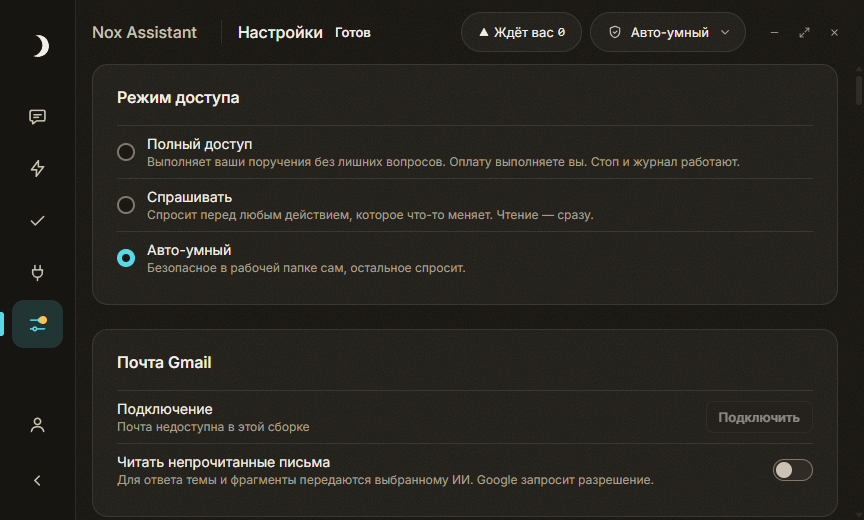 Nox Assistant
Настройки Готов
Ждёт вас 0
Авто-умный
Режим доступа
Полный доступ
Выполняет ваши поручения без лишних вопросов. Оплату выполняете вы. Стоп и журнал работают.
Спрашивать
Спросит перед любым действием, которое что-то меняет. Чтение — сразу.
Авто-умный
Безопасное в рабочей папке сам, остальное спросит.
Почта Gmail
Подключение
Почта недоступна в этой сборке
Подключить
Читать непрочитанные письма
Для ответа темы и фрагменты передаются выбранному ИИ. Google запросит разрешение.